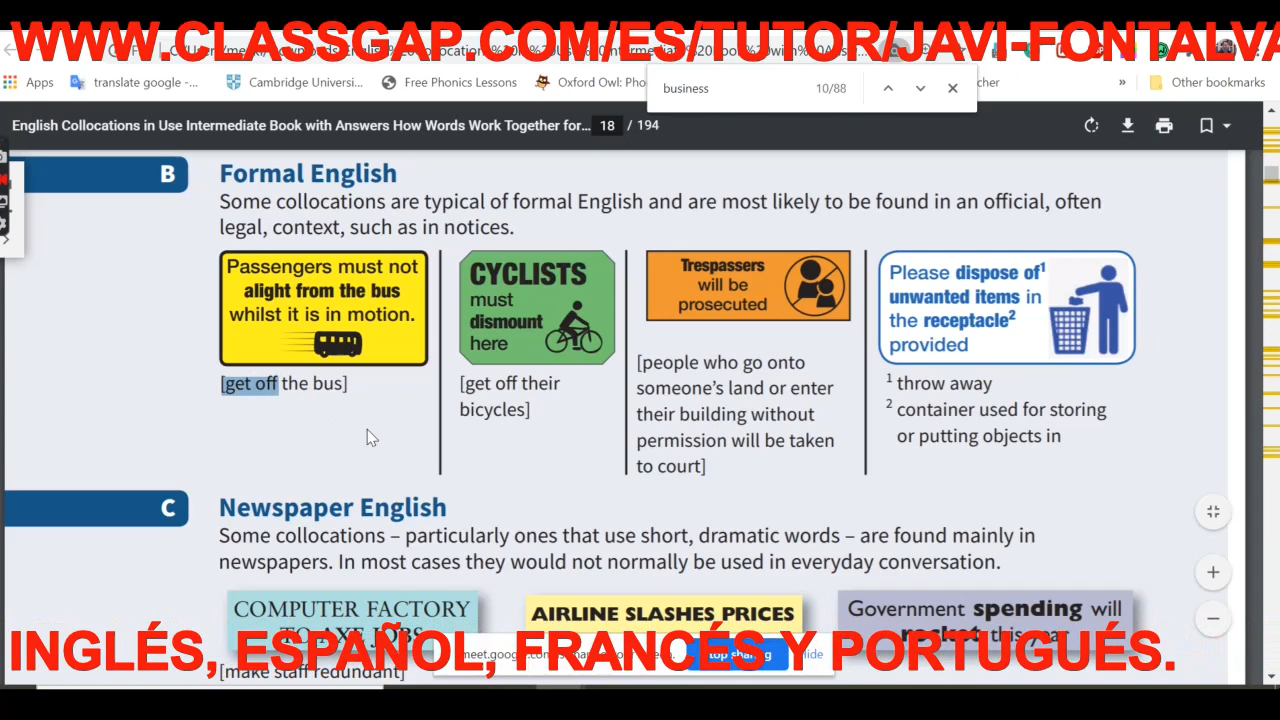 WWW.CLASSGAP.COM/ES/TUTOR/JAVI-FONTALVA
Apps
translate google -...
Cambridge Universi...
Free Phonics Lessons
Oxford Owl:
business
10/88
»
Other bookmarks
English Collocations in Use Intermediate Book with Answers How Words Work Together for...
18 / 194
B
Formal English
Some collocations are typical of formal English and are most likely to be found in an official, often
legal, context, such as in notices.
Passengers must not
alight from the bus
whilst it is in motion.
[get off the bus]
CYCLISTS
must
dismount
here
[get off their
bicycles]
Trespassers
will be
prosecuted
[people who go onto
someone's land or enter
their building without
permission will be taken
to court]
Please dispose of¹
unwanted items in
the receptacle²
provided
¹ throw away
² container used for storing
or putting objects in
C
Newspaper English
Some collocations – particularly ones that use short, dramatic words – are found mainly in
newspapers. In most cases they would not normally be used in everyday conversation.
COMPUTER FACTORY
TO AXE JOBS
[make staff redundant]
AIRLINE SLASHES PRICES
Government spending will
rocket this year
Stop sharing
INGLÉS, ESPAÑOL, FRANCÉS Y PORTUGUÉS.